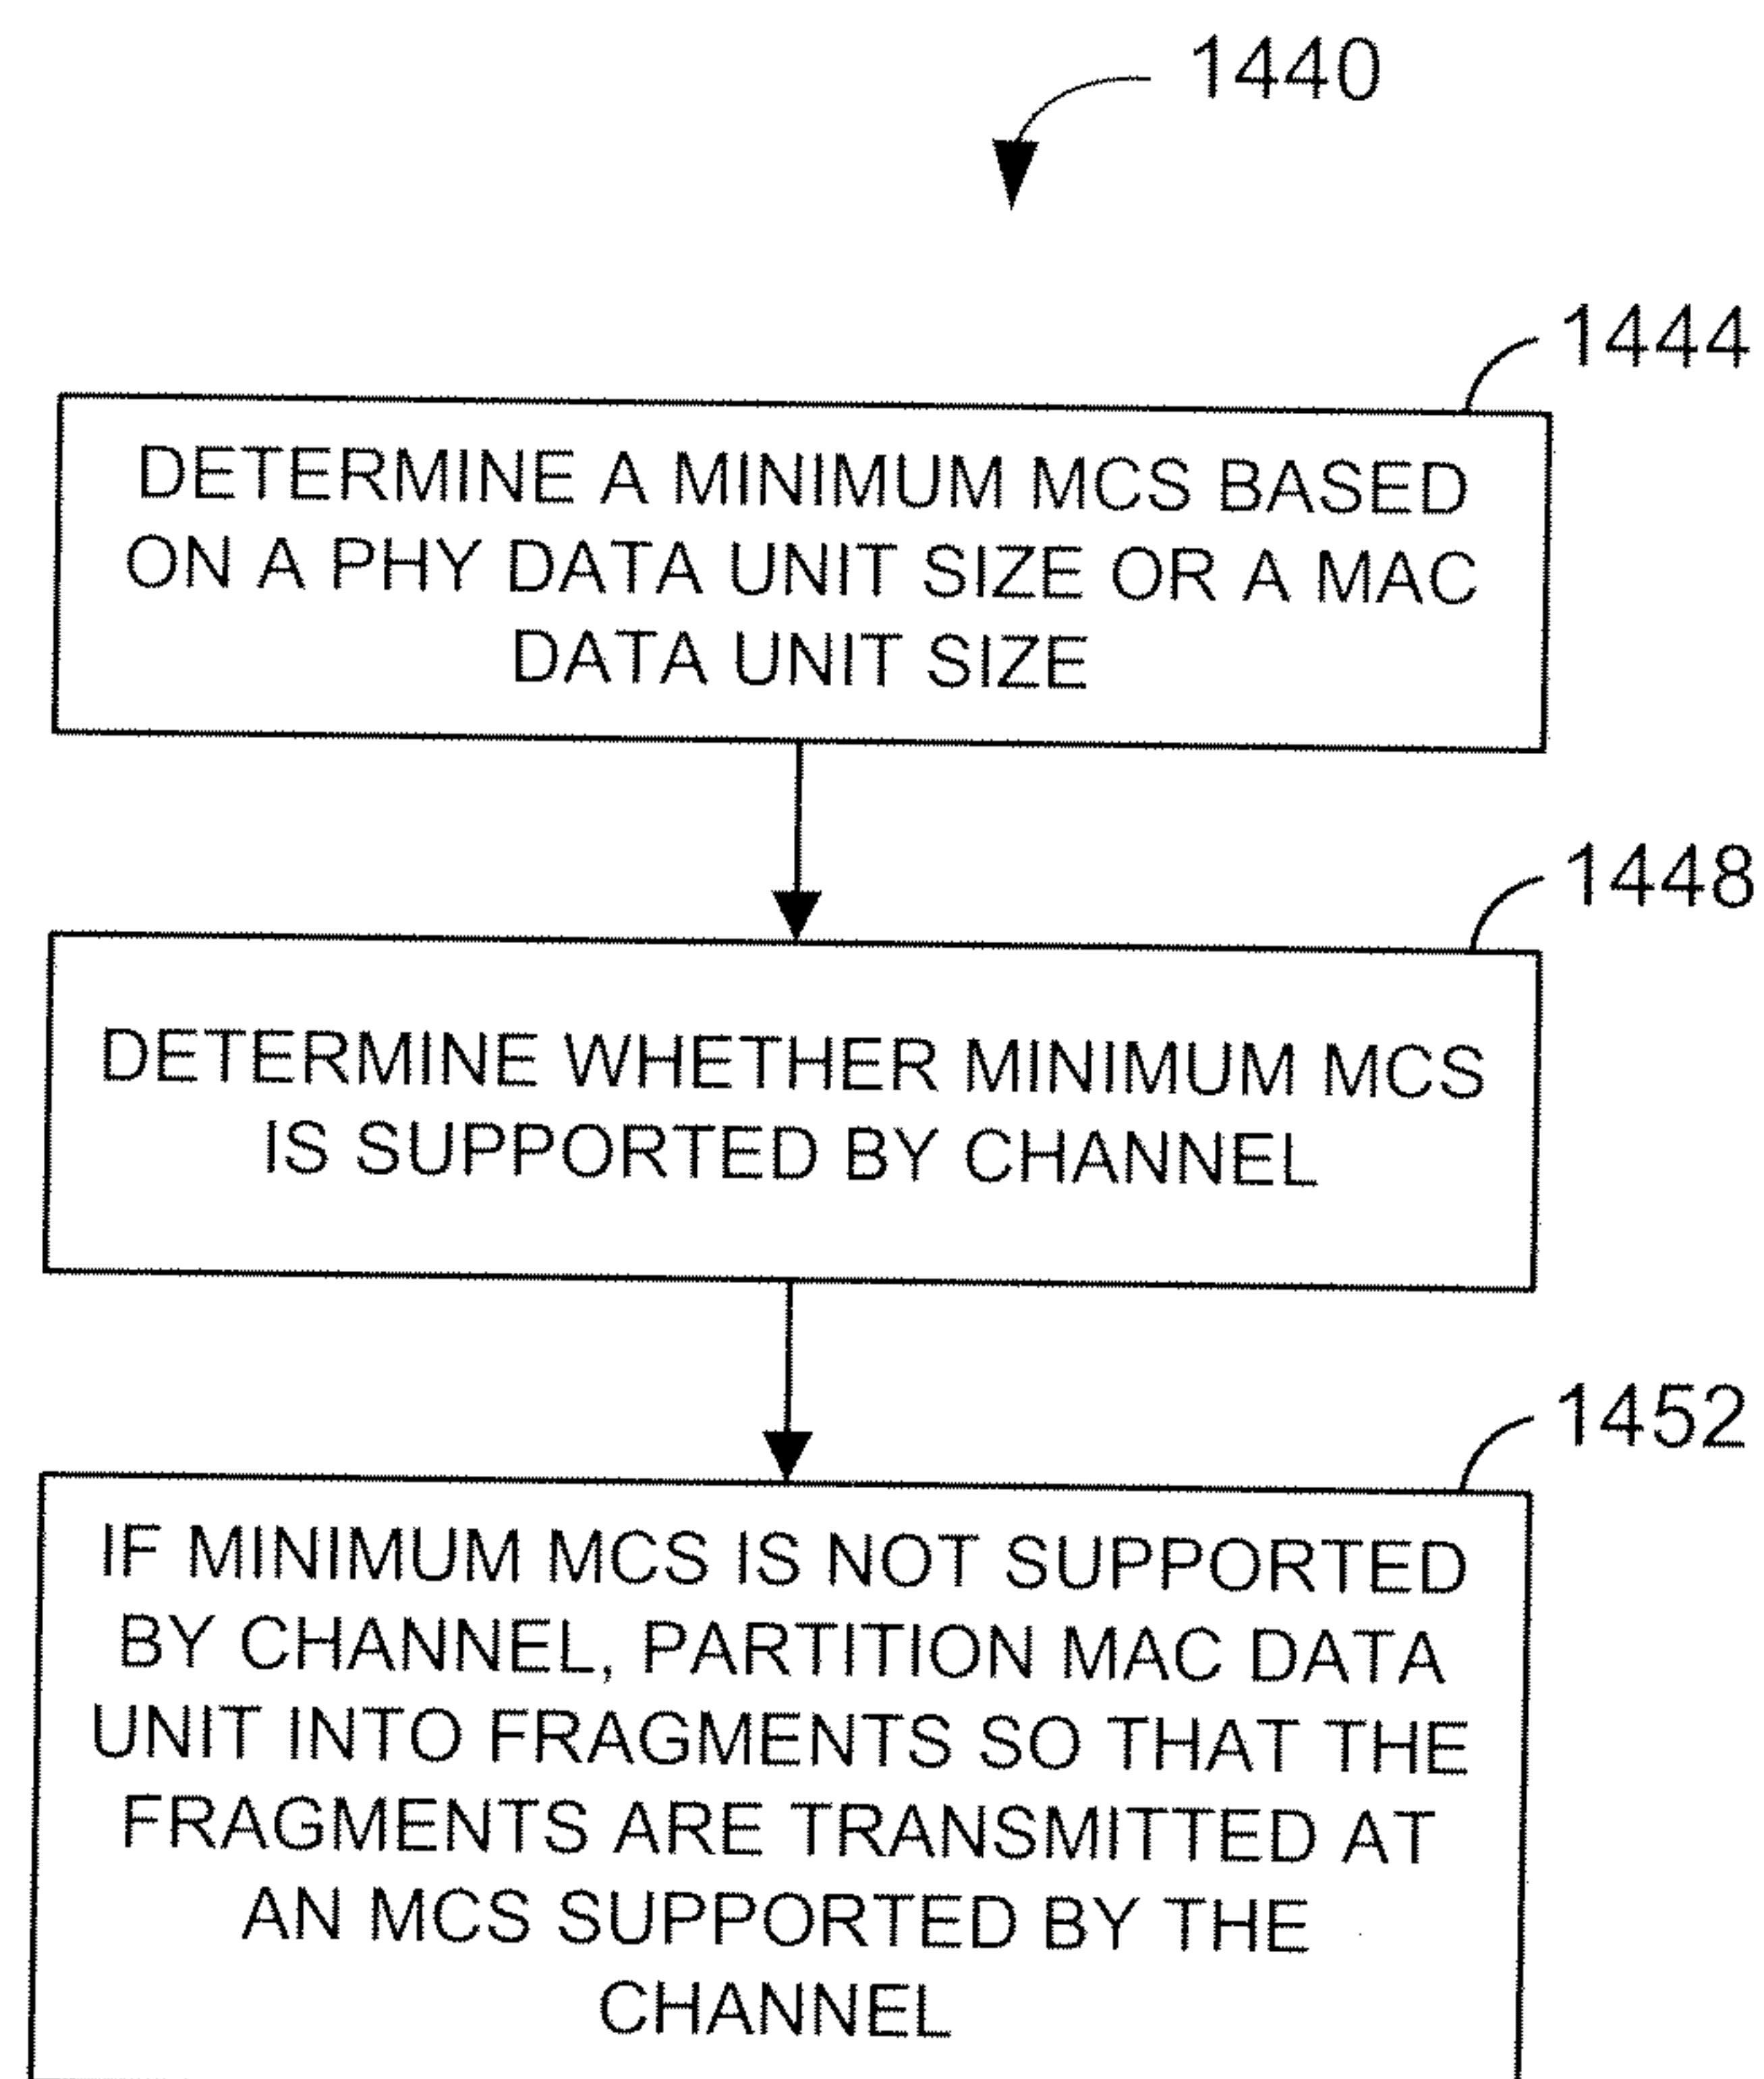 1440
1444
DETERMINE A MINIMUM MCS BASED
ON A PHY DATA UNIT SIZE OR A MAC
DATA UNIT SIZE
1448
DETERMINE WHETHER MINIMUM MCS
IS SUPPORTED BY CHANNEL
1452
IF MINIMUM MCS IS NOT SUPPORTED
BY CHANNEL, PARTITION MAC DATA
UNIT INTO FRAGMENTS SO THAT THE
FRAGMENTS ARE TRANSMITTED AT
AN MCS SUPPORTED BY THE
CHANNEL